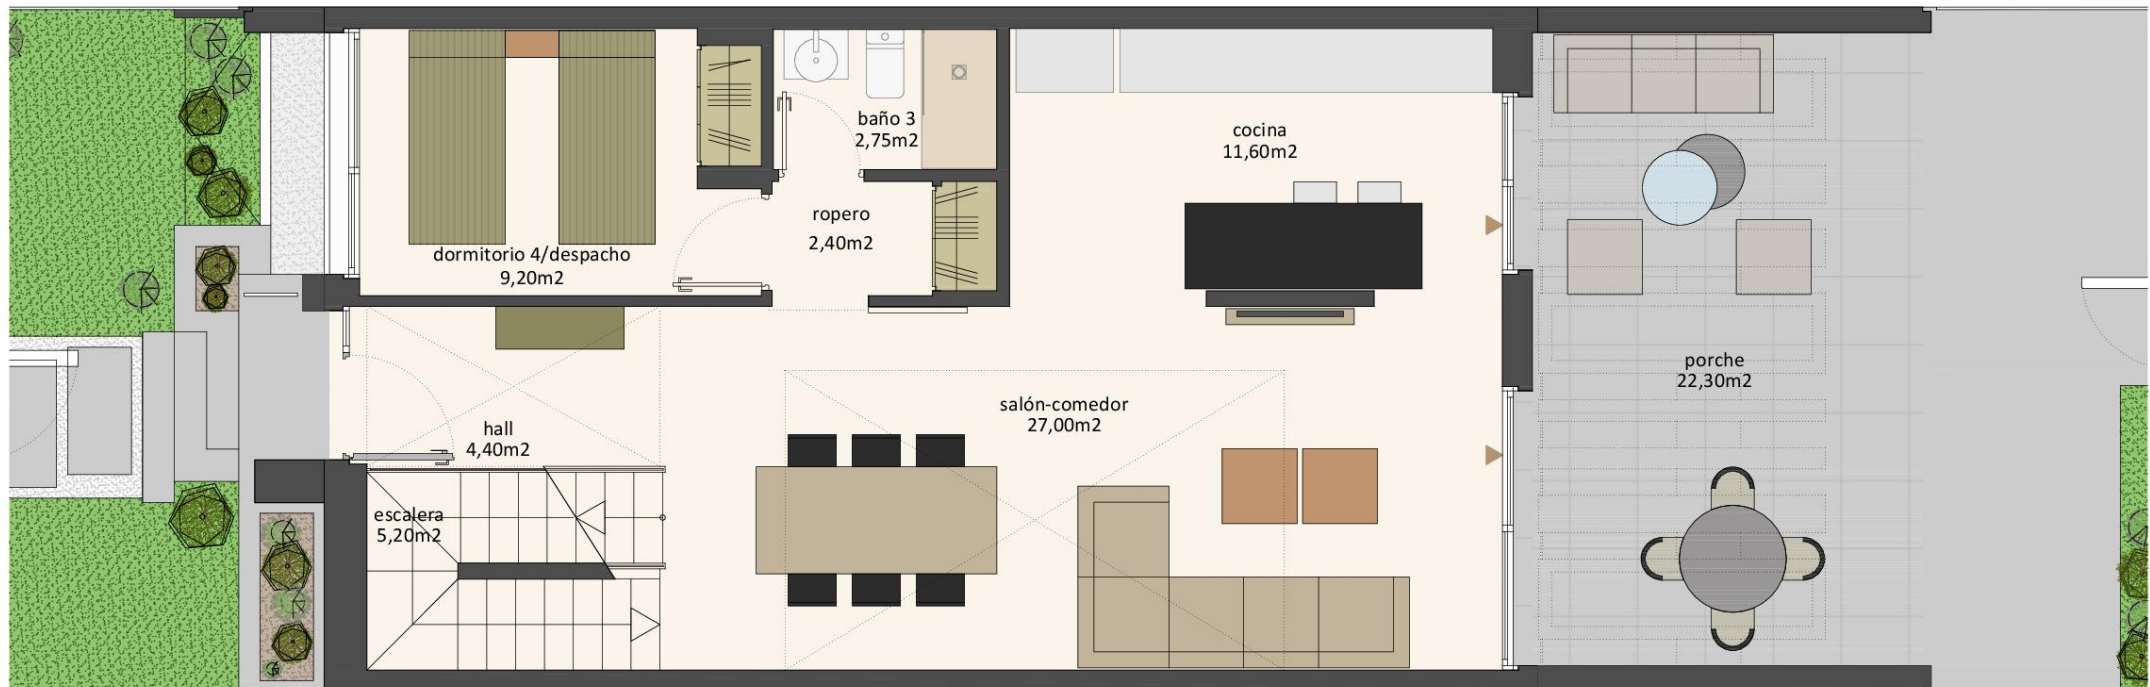 baño 3
2,75m2
cocina
11,60m2
ropero
2,40m2
dormitorio 4/despacho
9,20m2
porche
22,30m2
salón-comedor
27,00m2
hall
4,40m2
escalera
5,20m2